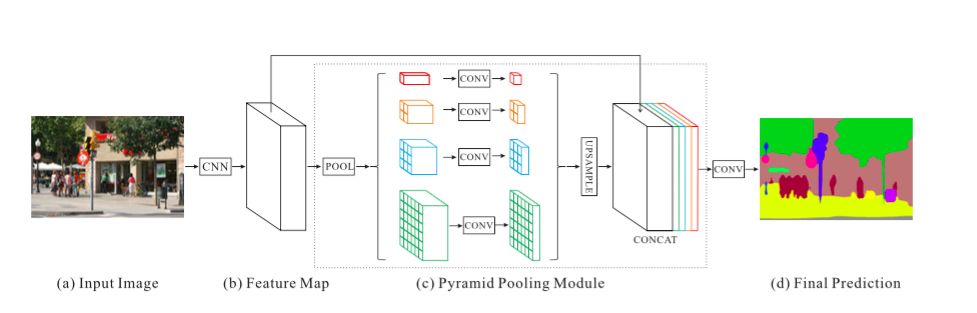 CNN
POOL
CONV
CONV
CONV
CONV
UPSAMPLE
CONCAT
CONV
(a) Input Image
(b) Feature Map
(c) Pyramid Pooling Module
(d) Final Prediction